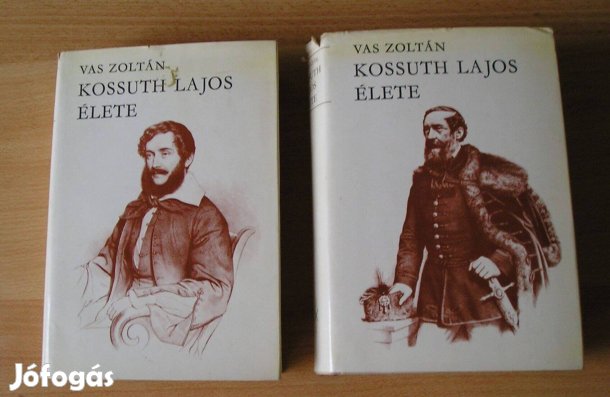 VAS ZOLTÁN
KOSSUTH LAJOS
ÉLETE
VAS ZOLTÁN
KOSSUTH LAJOS
ÉLETE
Jófogás